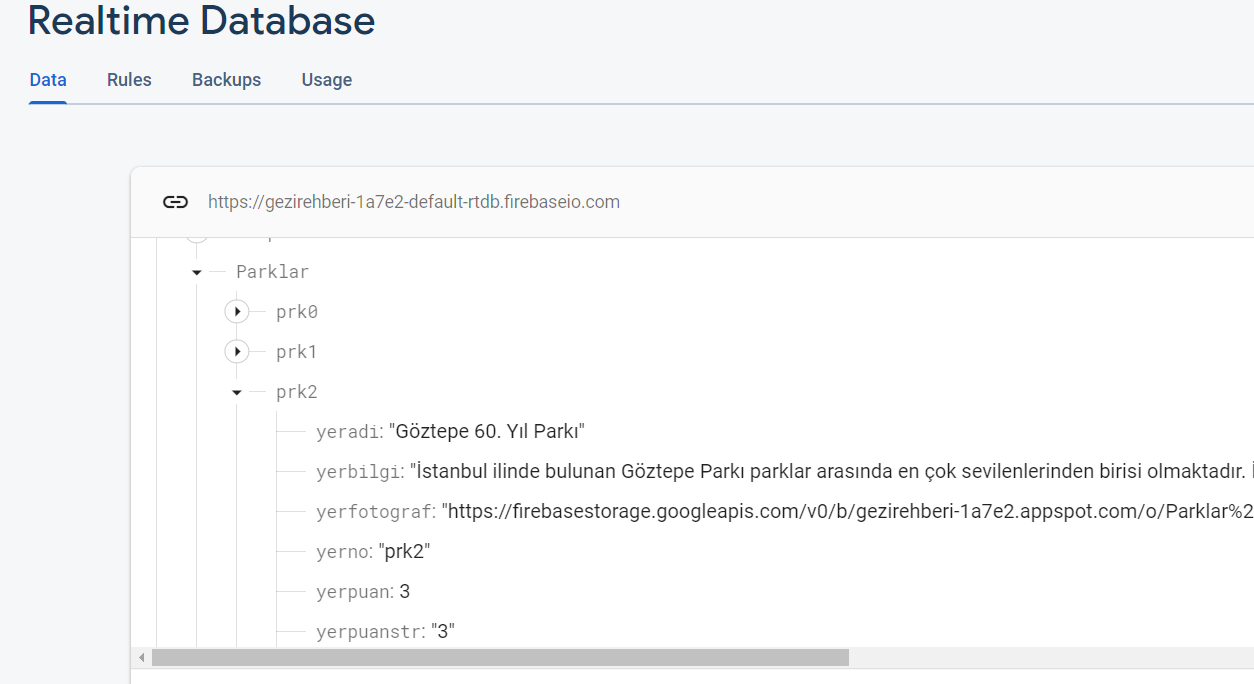 Realtime Database
Data Rules Backups Usage
https://gezirehberi-1a7e2-default-rtdb.firebaseio.com
Parklar
prk0
prk1
prk2
yeradi: "Göztepe 60. Yıl Parkı"
yerbilgi: "İstanbul ilinde bulunan Göztepe Parkı parklar arasında en çok sevilenlerinden birisi olmaktadır. İ
yerfotograf: "https://firebasestorage.googleapis.com/v0/b/gezirehberi-1a7e2.appspot.com/o/Parklar%2
yerno: "prk2"
yerpuan: 3
yerpuanstr: "3"